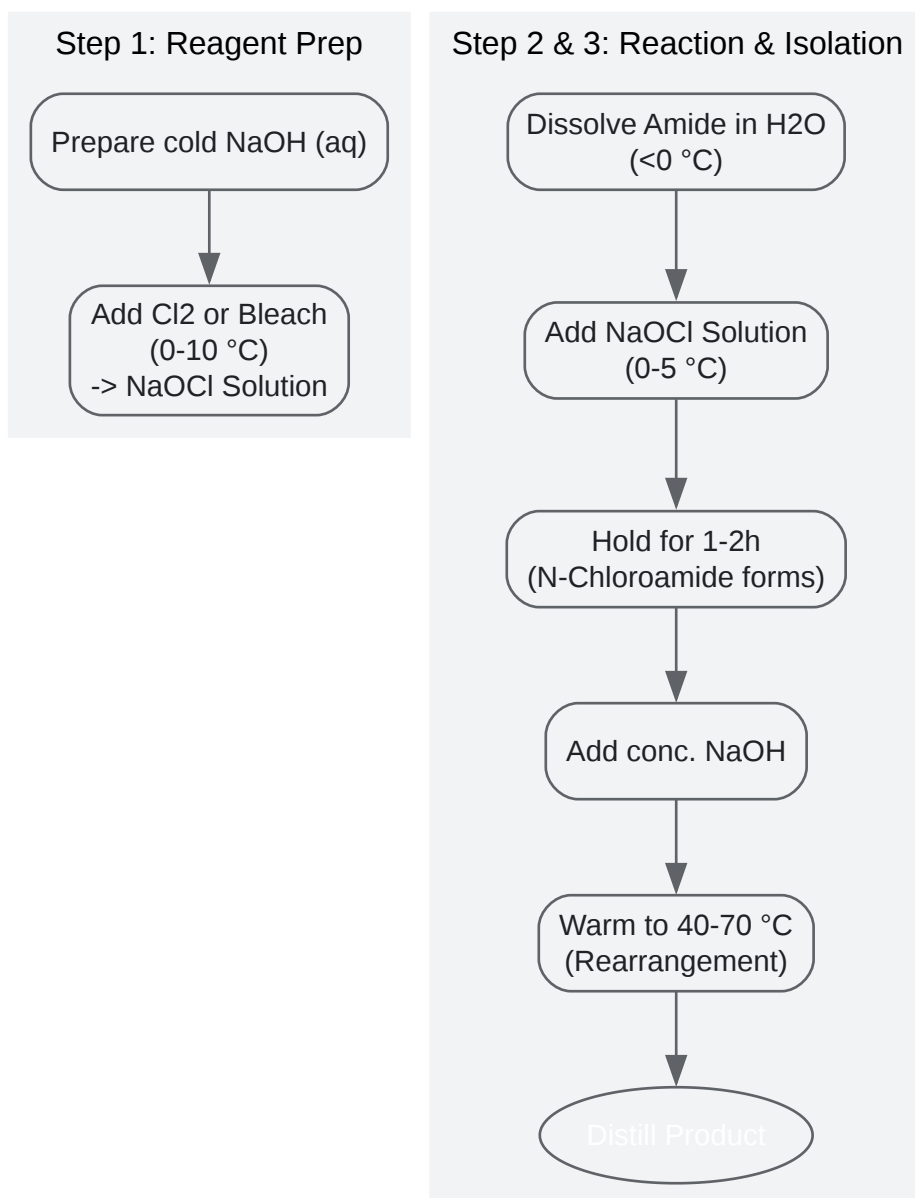 Step 1: Reagent Prep
Prepare cold NaOH (aq)
Add Cl2 or Bleach
(0-10 °C)
-> NaOCl Solution
Step 2 & 3: Reaction & Isolation
Dissolve Amide in H2O
(<0 °C)
Add NaOCl Solution
(0-5 °C)
Hold for 1-2h
(N-Chloroamide forms)
Add conc. NaOH
Warm to 40-70 °C
(Rearrangement)
Distill Product